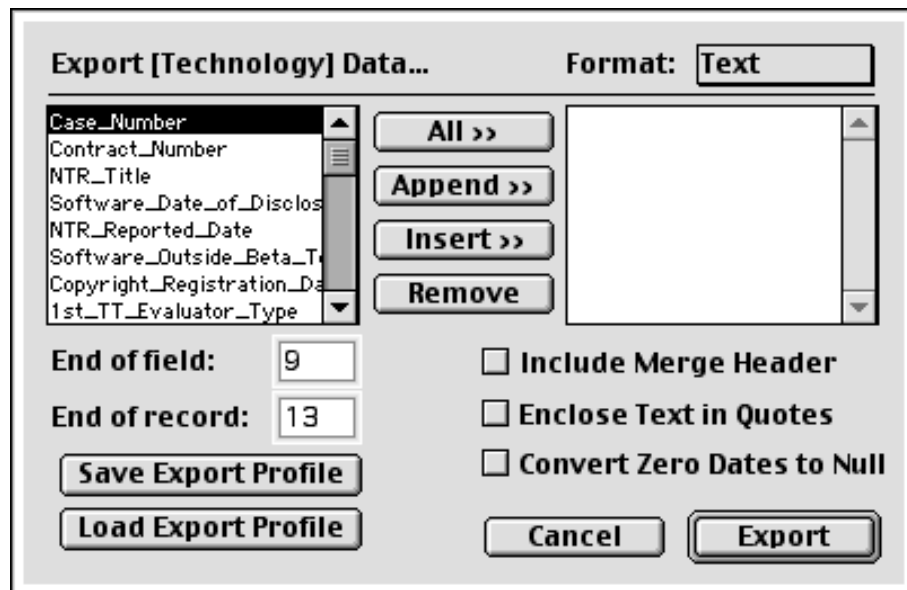 Export [Technology] Data...
Format: Text
Case_Number
Contract_Number
NTR_Title
Software_Date_of_Disclos
NTR_Reported_Date
Software_Outside_Beta_T
Copyright_Registration_Da
1st_TT_Evaluator_Type
All >>
Append >>
Insert >>
Remove
End of field: 9
End of record: 13
Save Export Profile
Load Export Profile
Include Merge Header
Enclose Text in Quotes
Convert Zero Dates to Null
Cancel
Export